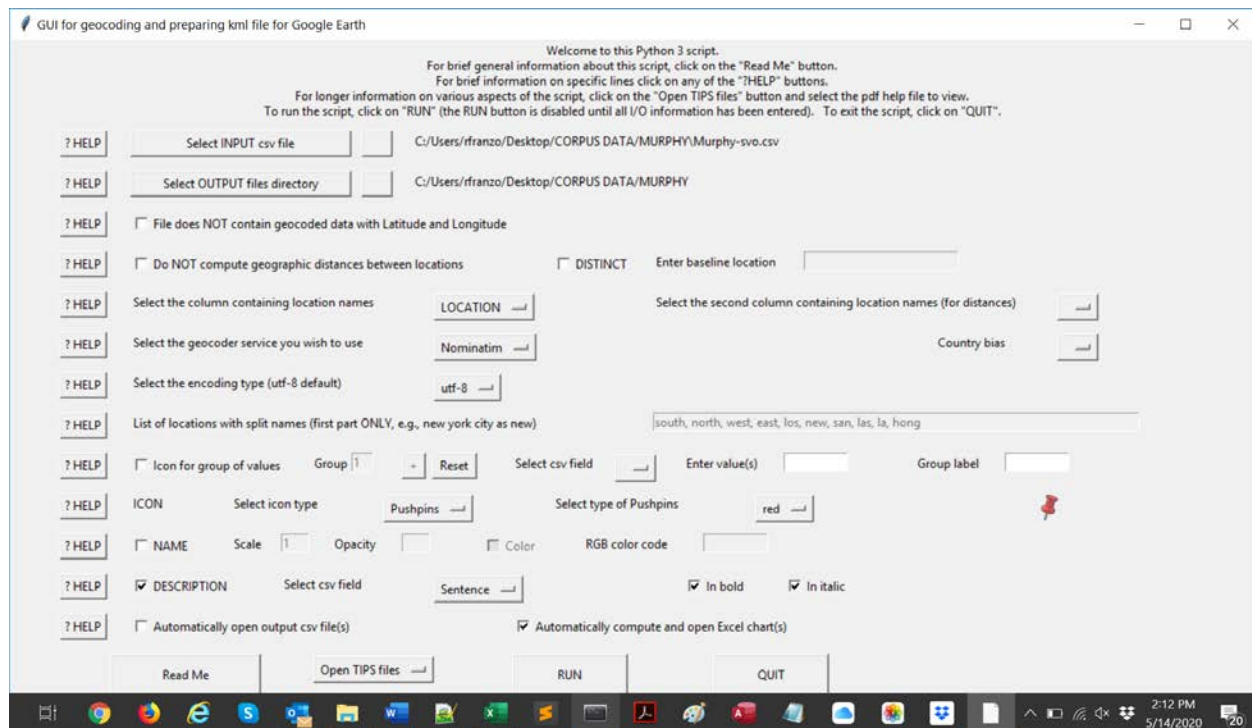 GUI for geocoding and preparing kml file for Google Earth
Welcome to this Python 3 script.
For brief general information about this script, click on the "Read Me" button.
For brief information on specific lines click on any of the "?HELP" buttons.
For longer information on various aspects of the script, click on the "Open TIPS files" button and select the pdf help file to view.
To run the script, click on "RUN" (the RUN button is disabled until all I/O information has been entered). To exit the script, click on "QUIT".
? HELP Select INPUT csv file C:/Users/rfranzo/Desktop/CORPUS DATA/MURPHY\Murphy-svo.csv
? HELP Select OUTPUT files directory C:/Users/rfranzo/Desktop/CORPUS DATA/MURPHY
? HELP File does NOT contain geocoded data with Latitude and Longitude
? HELP Do NOT compute geographic distances between locations DISTINCT Enter baseline location
? HELP Select the column containing location names LOCATION Select the second column containing location names (for distances)
? HELP Select the geocoder service you wish to use Nominatim Country bias
? HELP Select the encoding type (utf-8 default) utf-8
? HELP List of locations with split names (first part ONLY, e.g., new york city as new) south, north, west, east, los, new, san, las, la, hong
? HELP Icon for group of values Group 1 + Reset Select csv field Enter value(s) Group label
? HELP ICON Select icon type Pushpins Select type of Pushpins red
? HELP NAME Scale 1 Opacity Color RGB color code
? HELP DESCRIPTION Select csv field Sentence In bold In italic
? HELP Automatically open output csv file(s) Automatically compute and open Excel chart(s)
Read Me Open TIPS files RUN QUIT
2:12 PM
5/14/2020